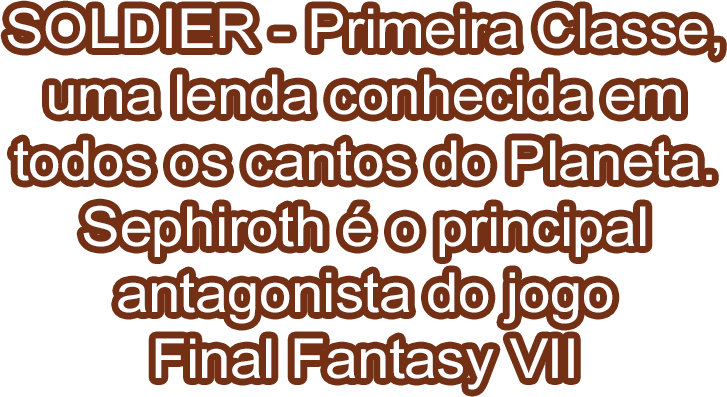 SOLDIER - Primeira Classe,
uma lenda conhecida em
todos os cantos do Planeta.
Sephiroth é o principal
antagonista do jogo
Final Fantasy VII